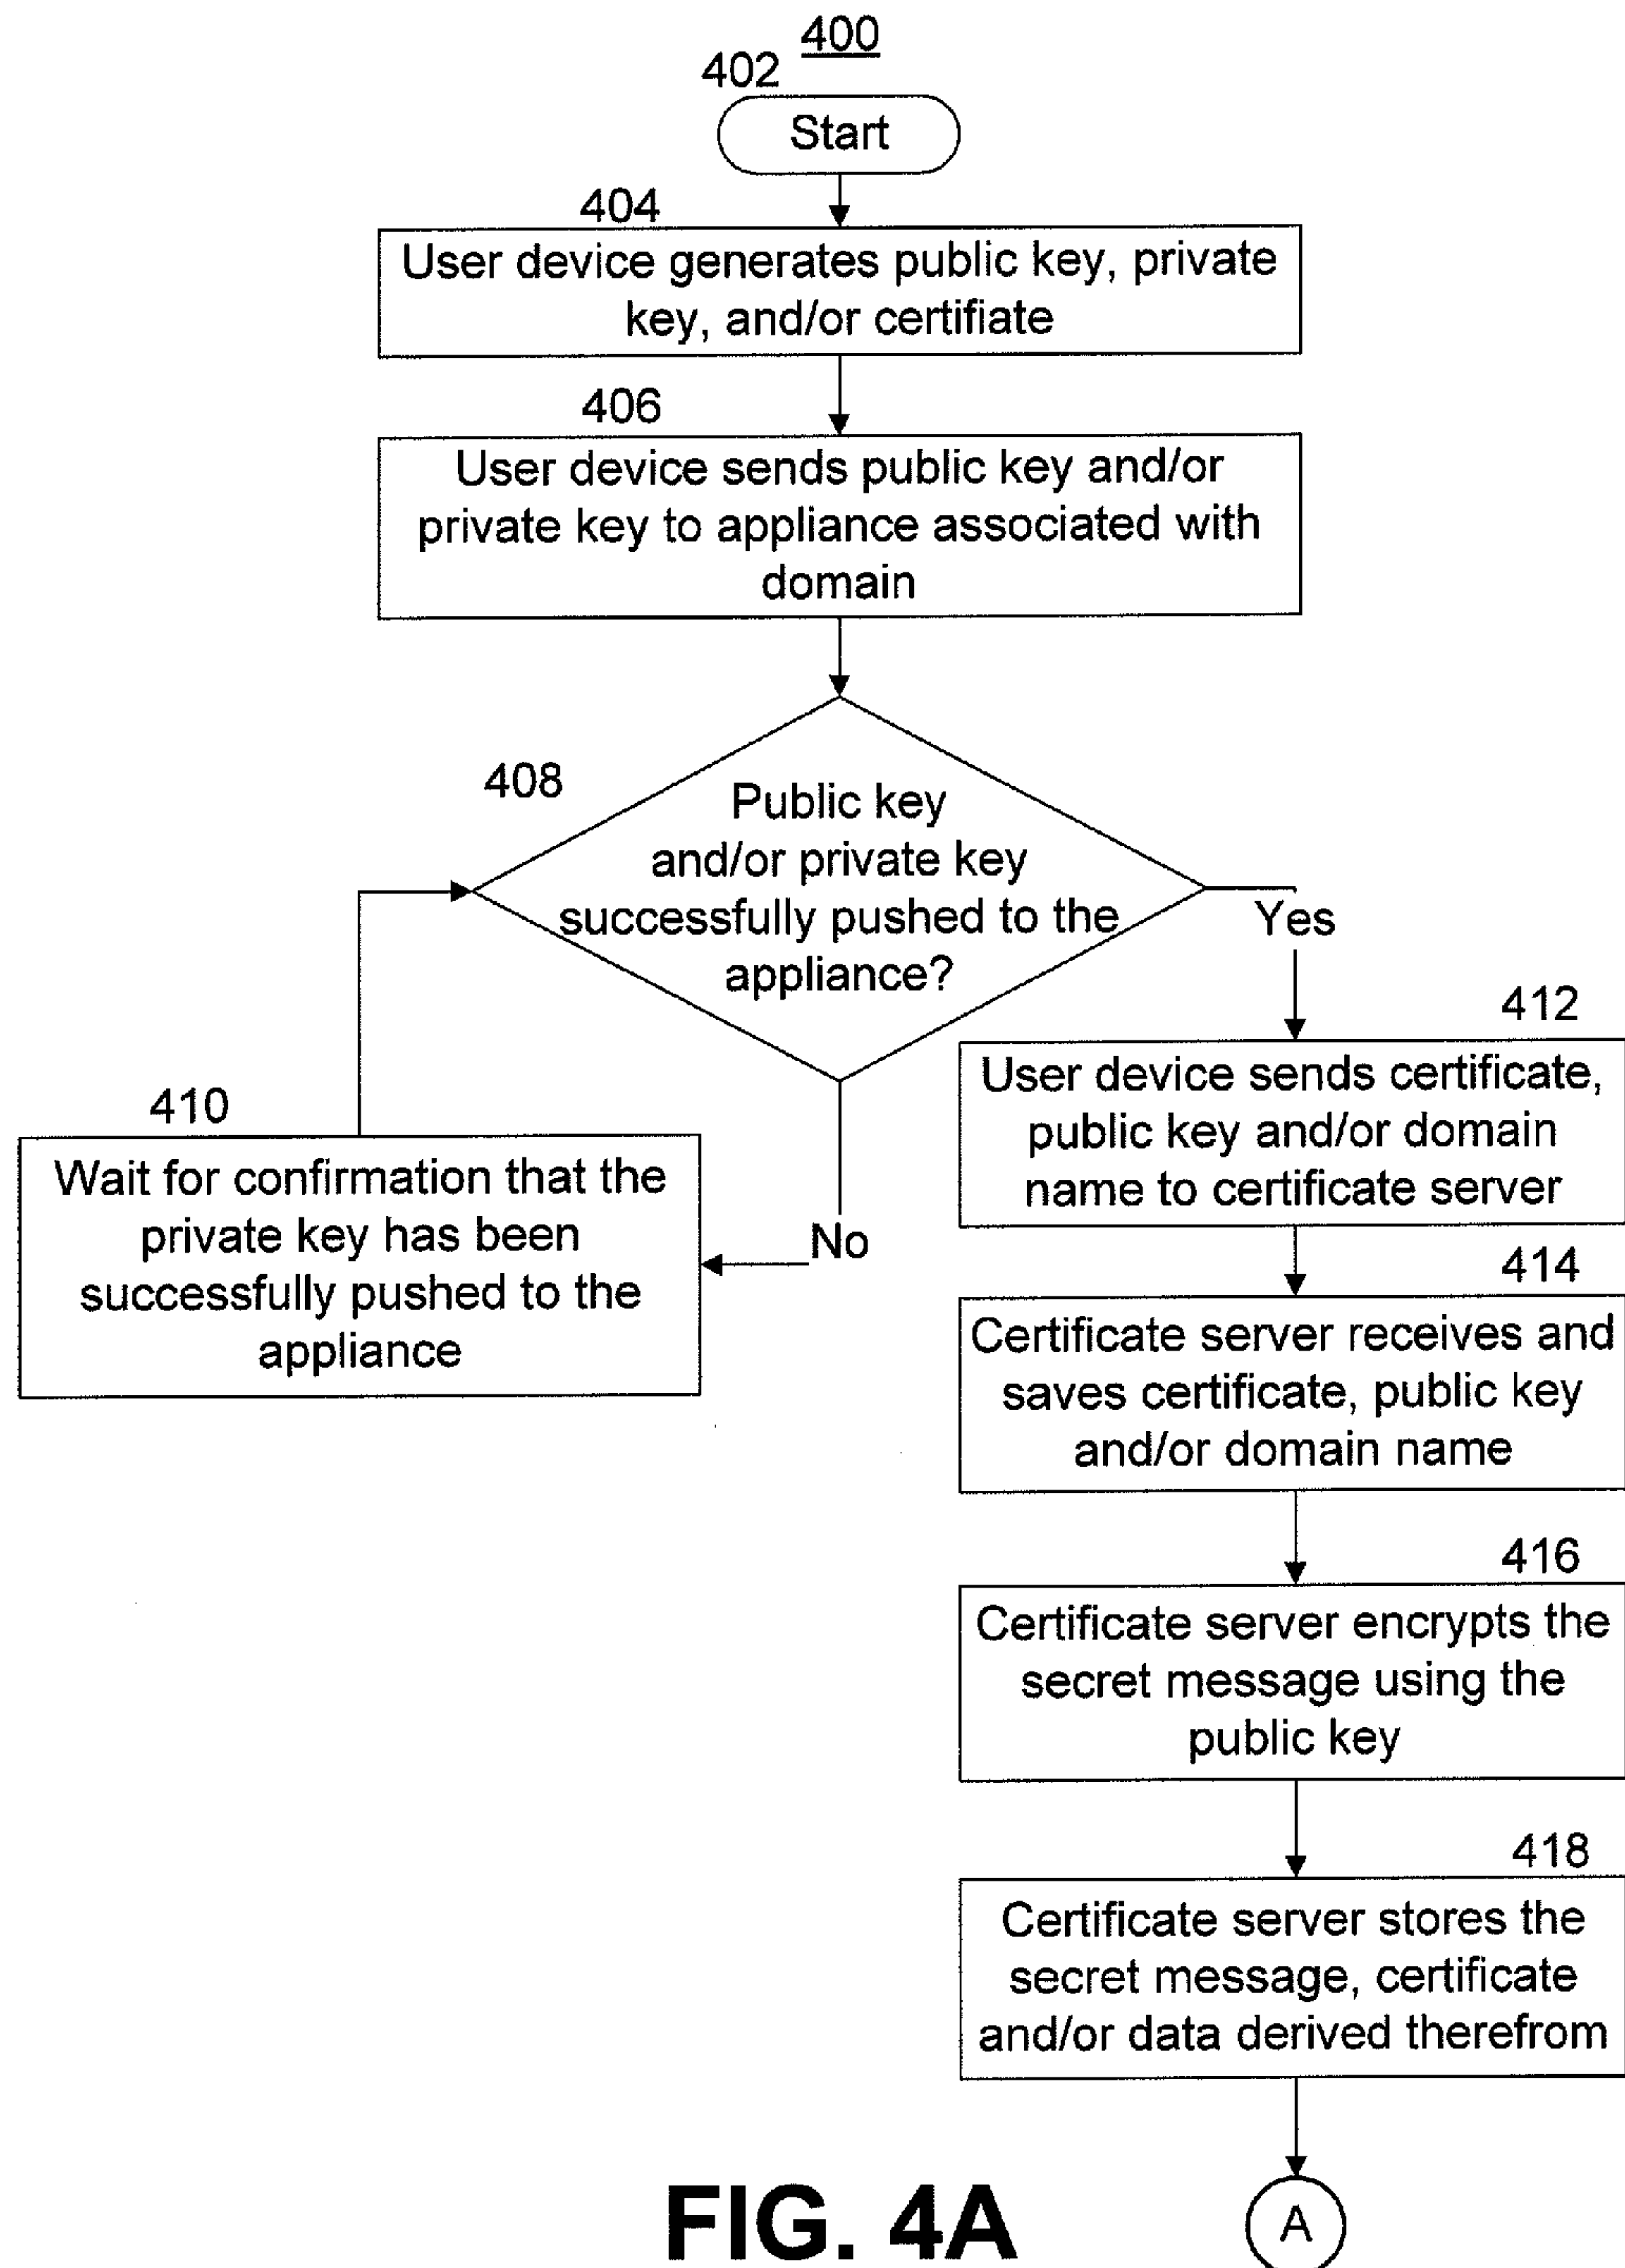 400
402
Start
404
User device generates public key, private
key, and/or certifiate
406
User device sends public key and/or
private key to appliance associated with
domain
408
Public key
and/or private key
successfully pushed to the
appliance?
Yes
No
410
Wait for confirmation that the
private key has been
successfully pushed to the
appliance
412
User device sends certificate,
public key and/or domain
name to certificate server
414
Certificate server receives and
saves certificate, public key
and/or domain name
416
Certificate server encrypts the
secret message using the
public key
418
Certificate server stores the
secret message, certificate
and/or data derived therefrom
A
FIG. 4A